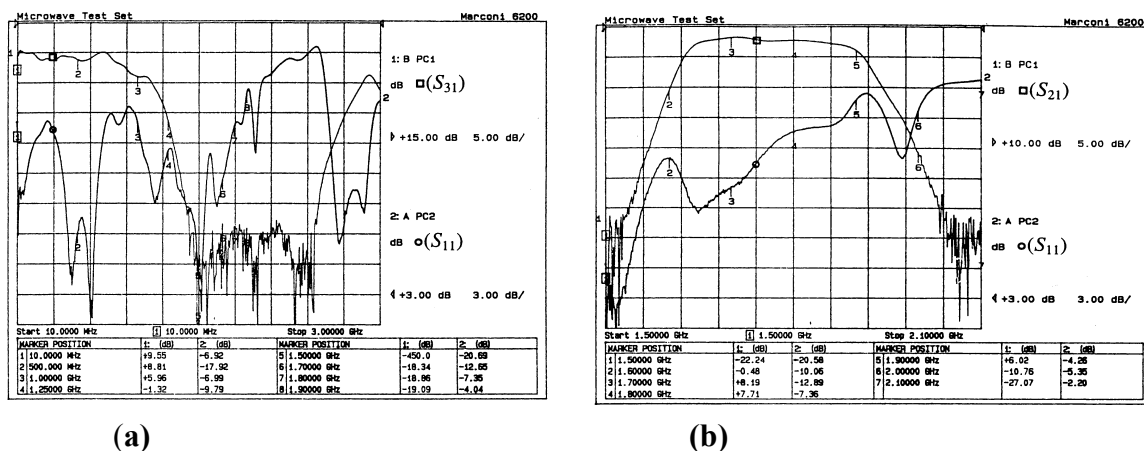 Microwave Test Set Marconi 6200
1: B PC1
dB (S31)
+15.00 dB 5.00 dB/
2: A PC2
dB (S11)
+3.00 dB 3.00 dB/
Start 10.0000 MHz 1 10.0000 MHz Stop 3.00000 GHz
MARKER POSITION 1: (dB) 2: (dB) MARKER POSITION 1: (dB) 2: (dB)
1 10.0000 MHz +9.55 -6.92 5 1.50000 GHz -450.0 -20.69
2 500.000 MHz +8.81 -17.92 6 1.70000 GHz -18.34 -12.65
3 1.00000 GHz +5.96 -6.99 7 1.80000 GHz -18.86 -7.35
4 1.25000 GHz -1.32 -9.79 8 1.90000 GHz -19.09 -4.04
(a)
Microwave Test Set Marconi 6200
1: B PC1
dB (S21)
+10.00 dB 5.00 dB/
2: A PC2
dB (S11)
+3.00 dB 3.00 dB/
Start 1.50000 GHz 1 1.50000 GHz Stop 2.10000 GHz
MARKER POSITION 1: (dB) 2: (dB) MARKER POSITION 1: (dB) 2: (dB)
1 1.50000 GHz -22.24 -20.58 5 1.90000 GHz +6.02 -4.26
2 1.60000 GHz -0.48 -10.06 6 2.00000 GHz -10.76 -5.35
3 1.70000 GHz +8.19 -12.89 7 2.10000 GHz -27.07 -2.20
4 1.80000 GHz +7.71 -7.36
(b)